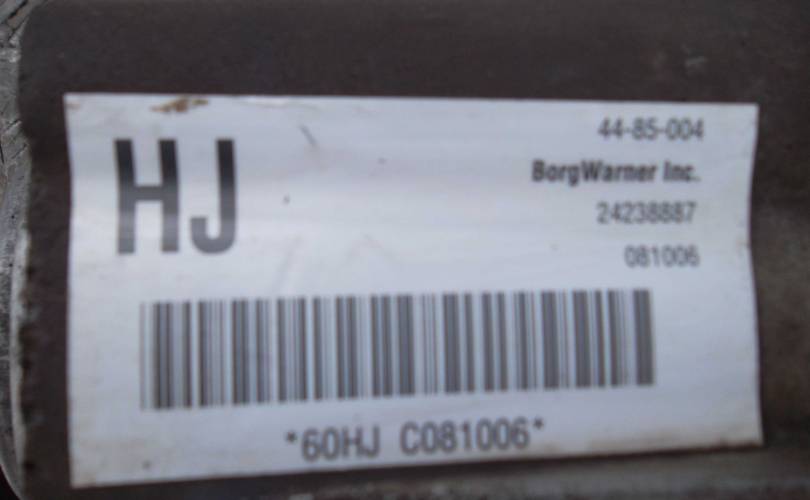 HJ
44-85-004
BorgWarner Inc.
24238887
081006
*60HJ C081006*